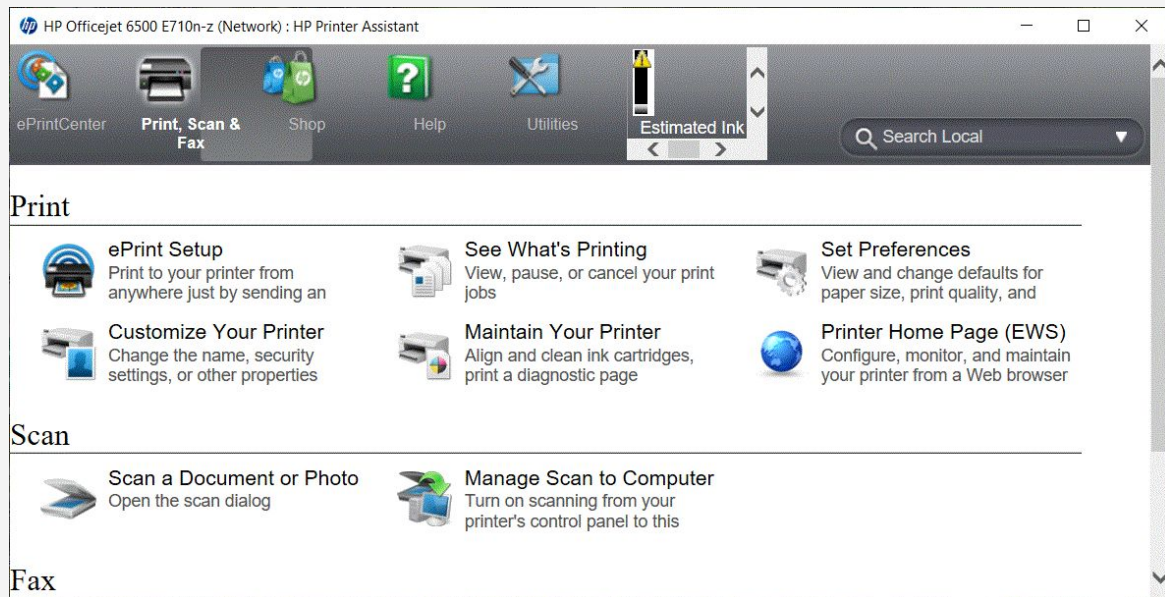 HP Officejet 6500 E710n-z (Network) : HP Printer Assistant
ePrintCenter
Print, Scan &
Fax
Shop
Help
Utilities
Estimated Ink
Search Local
Print
ePrint Setup
Print to your printer from
anywhere just by sending an
See What's Printing
View, pause, or cancel your print
jobs
Set Preferences
View and change defaults for
paper size, print quality, and
Customize Your Printer
Change the name, security
settings, or other properties
Maintain Your Printer
Align and clean ink cartridges,
print a diagnostic page
Printer Home Page (EWS)
Configure, monitor, and maintain
your printer from a Web browser
Scan
Scan a Document or Photo
Open the scan dialog
Manage Scan to Computer
Turn on scanning from your
printer's control panel to this
Fax